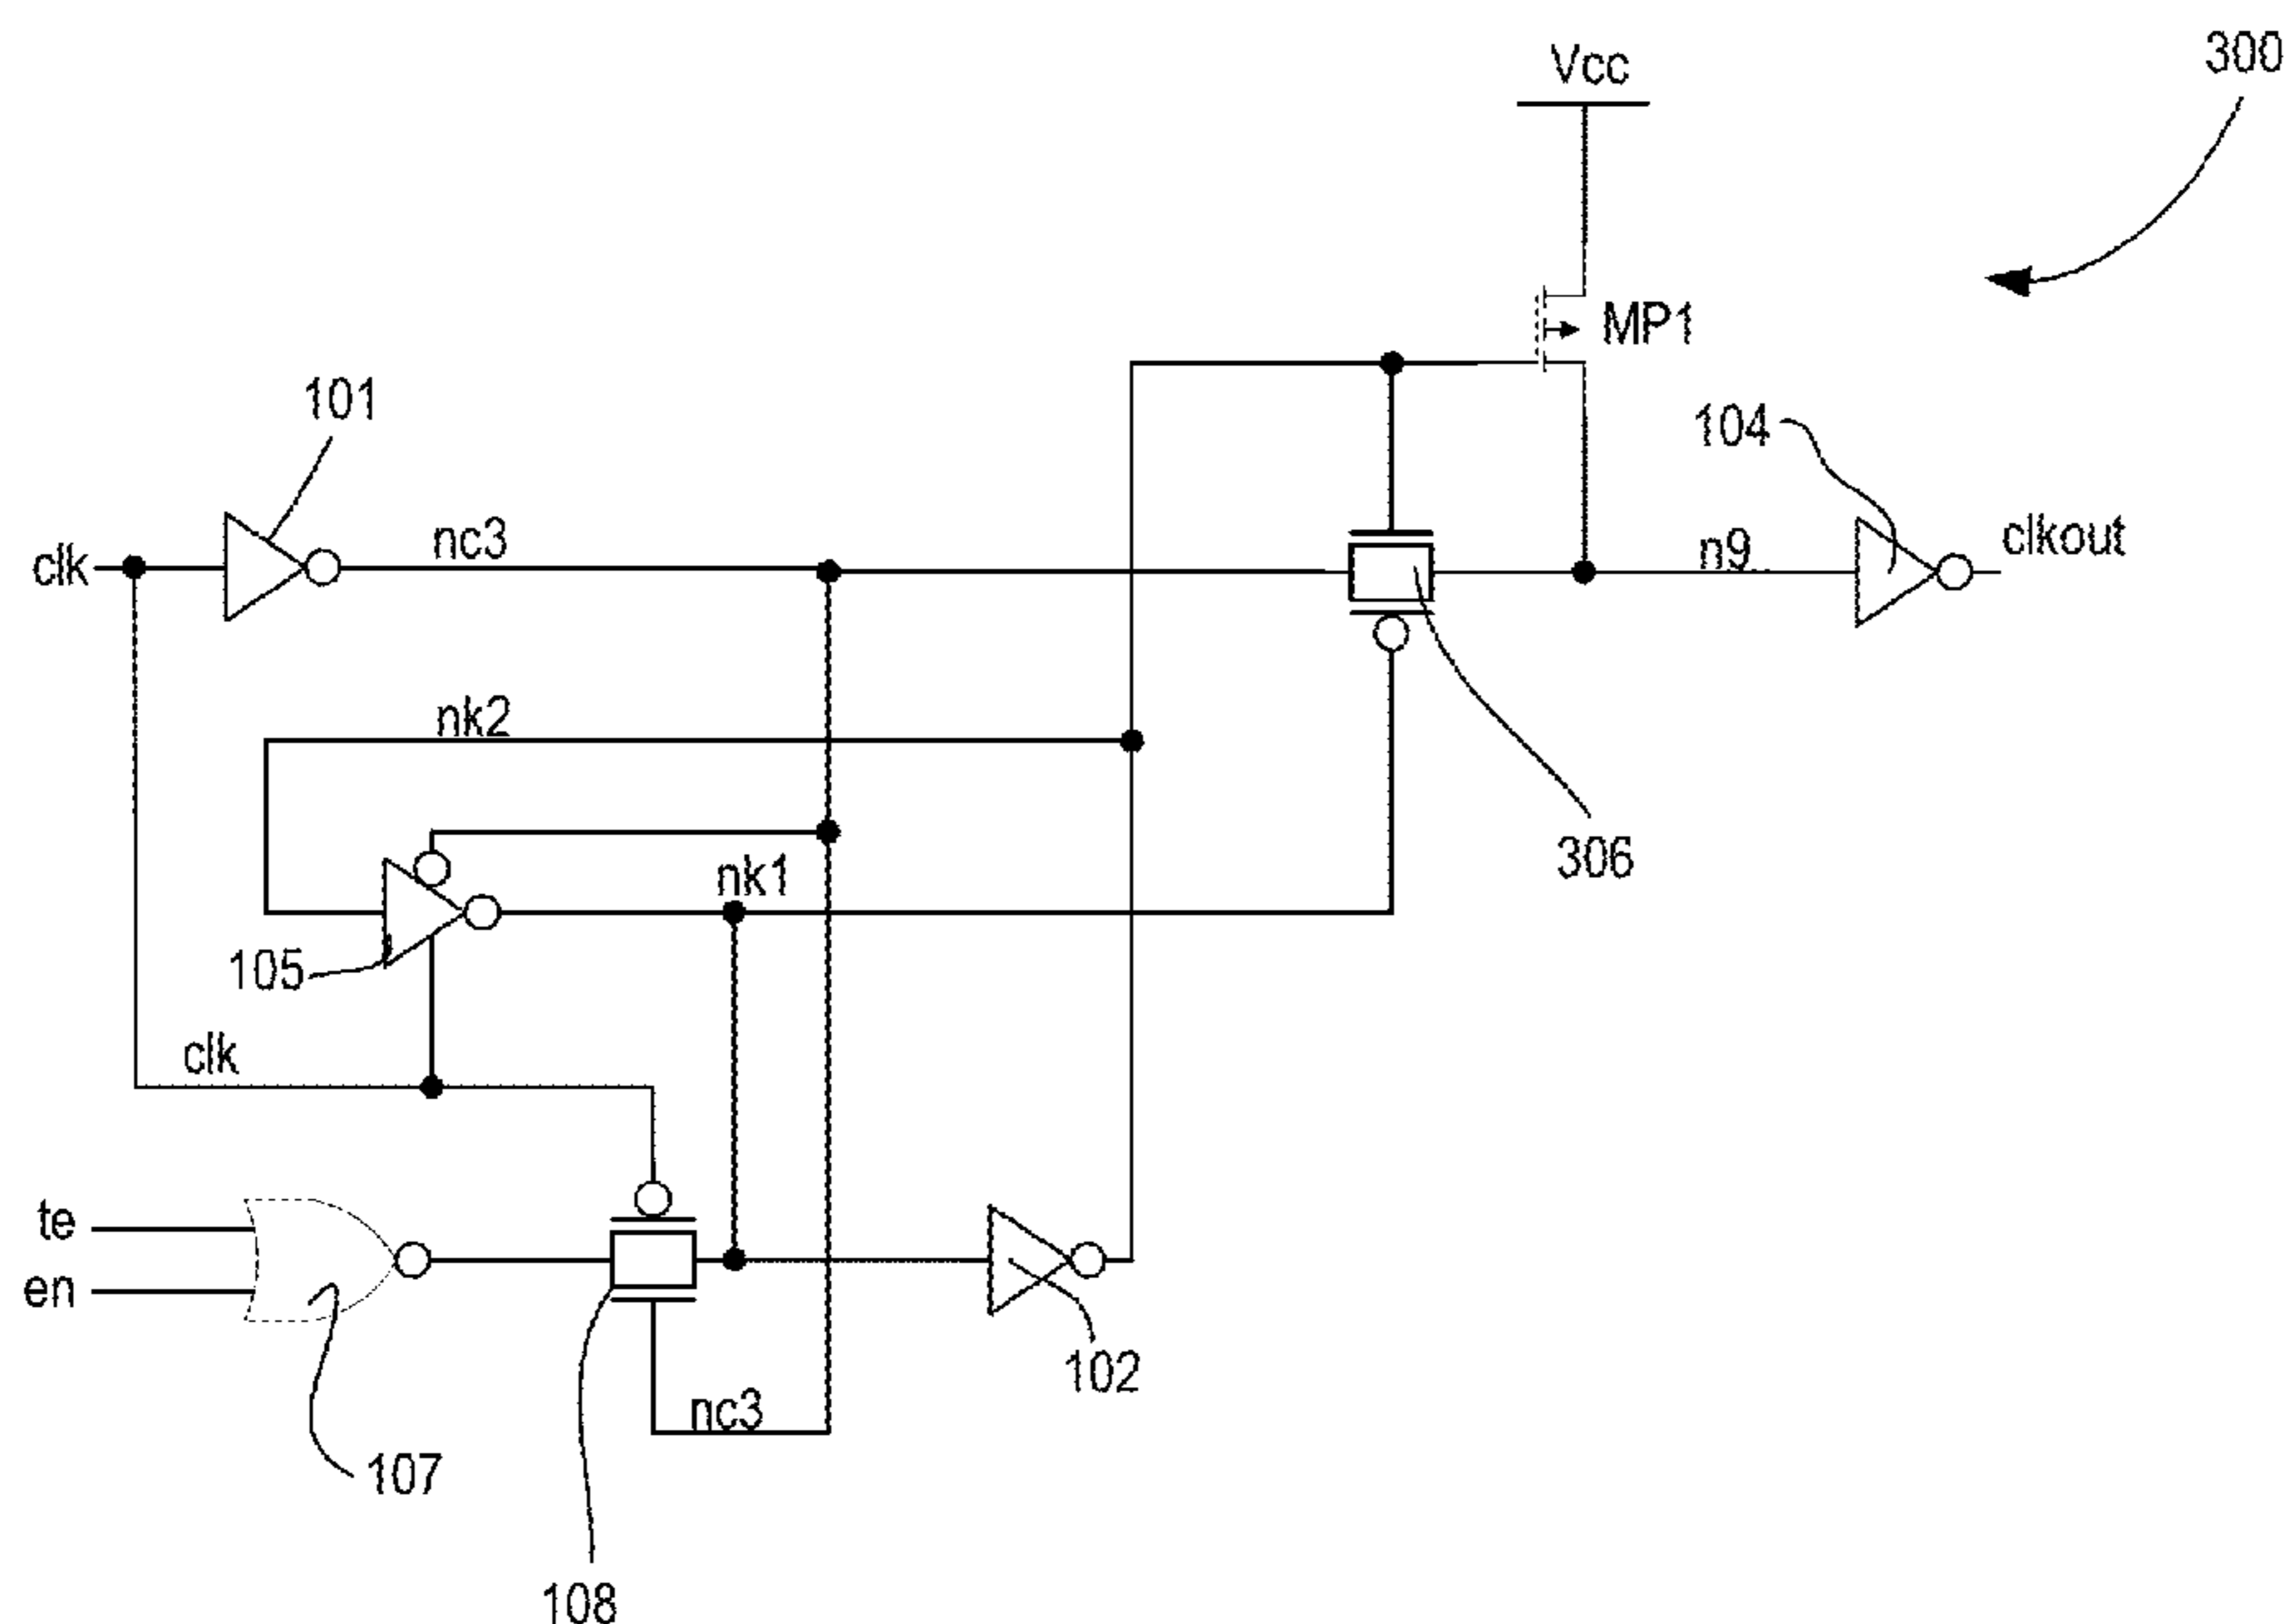 300
Vcc
MP1
101
104
clk
nc3
n9
clkout
nk2
306
nk1
105
clk
te
en
102
nc3
107
108